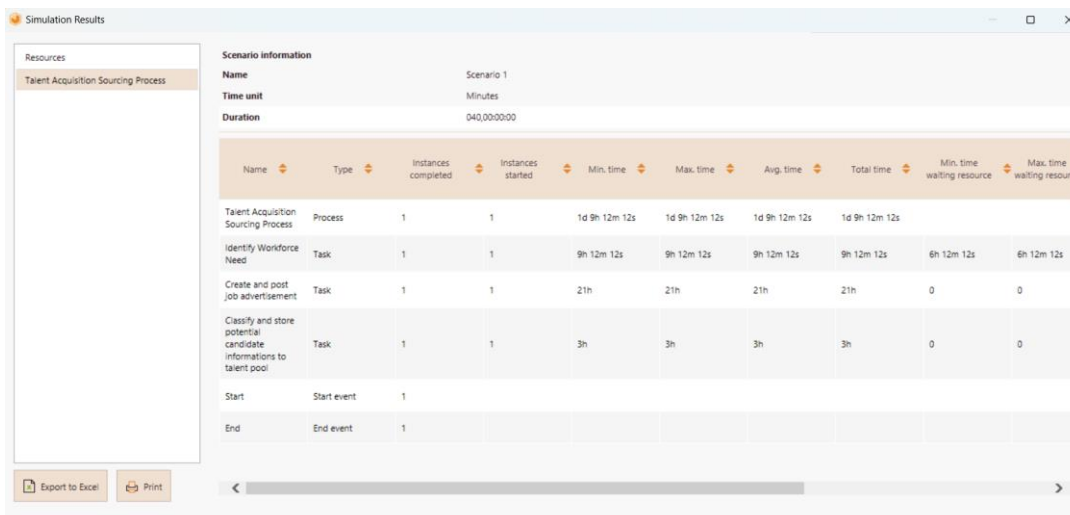 Simulation Results
Resources
Talent Acquisition Sourcing Process
Scenario information
Name Scenario 1
Time unit Minutes
Duration 040,00:00:00
Name Type Instances completed Instances started Min. time Max. time Avg. time Total time Min. time waiting resource Max. time waiting resour
Talent Acquisition Sourcing Process Process 1 1 1d 9h 12m 12s 1d 9h 12m 12s 1d 9h 12m 12s 1d 9h 12m 12s
Identify Workforce Need Task 1 1 9h 12m 12s 9h 12m 12s 9h 12m 12s 9h 12m 12s 6h 12m 12s 6h 12m 12s
Create and post job advertisement Task 1 1 21h 21h 21h 21h 0 0
Classify and store potential candidate informations to talent pool Task 1 1 3h 3h 3h 3h 0 0
Start Start event 1
End End event 1
Export to Excel Print